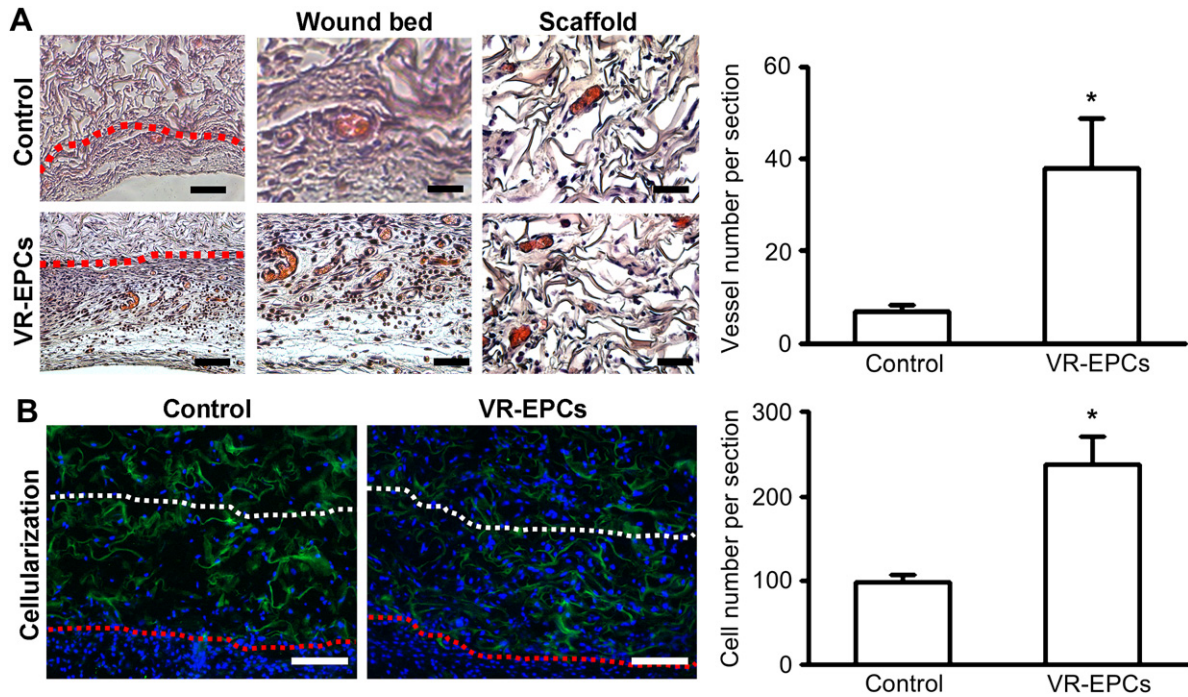 A
Wound bed
Scaffold
Control
VR-EPCs
Vessel number per section
60
40
20
0
Control
VR-EPCs
*
B
Control
VR-EPCs
Cellularization
Cell number per section
300
200
100
0
Control
VR-EPCs
*